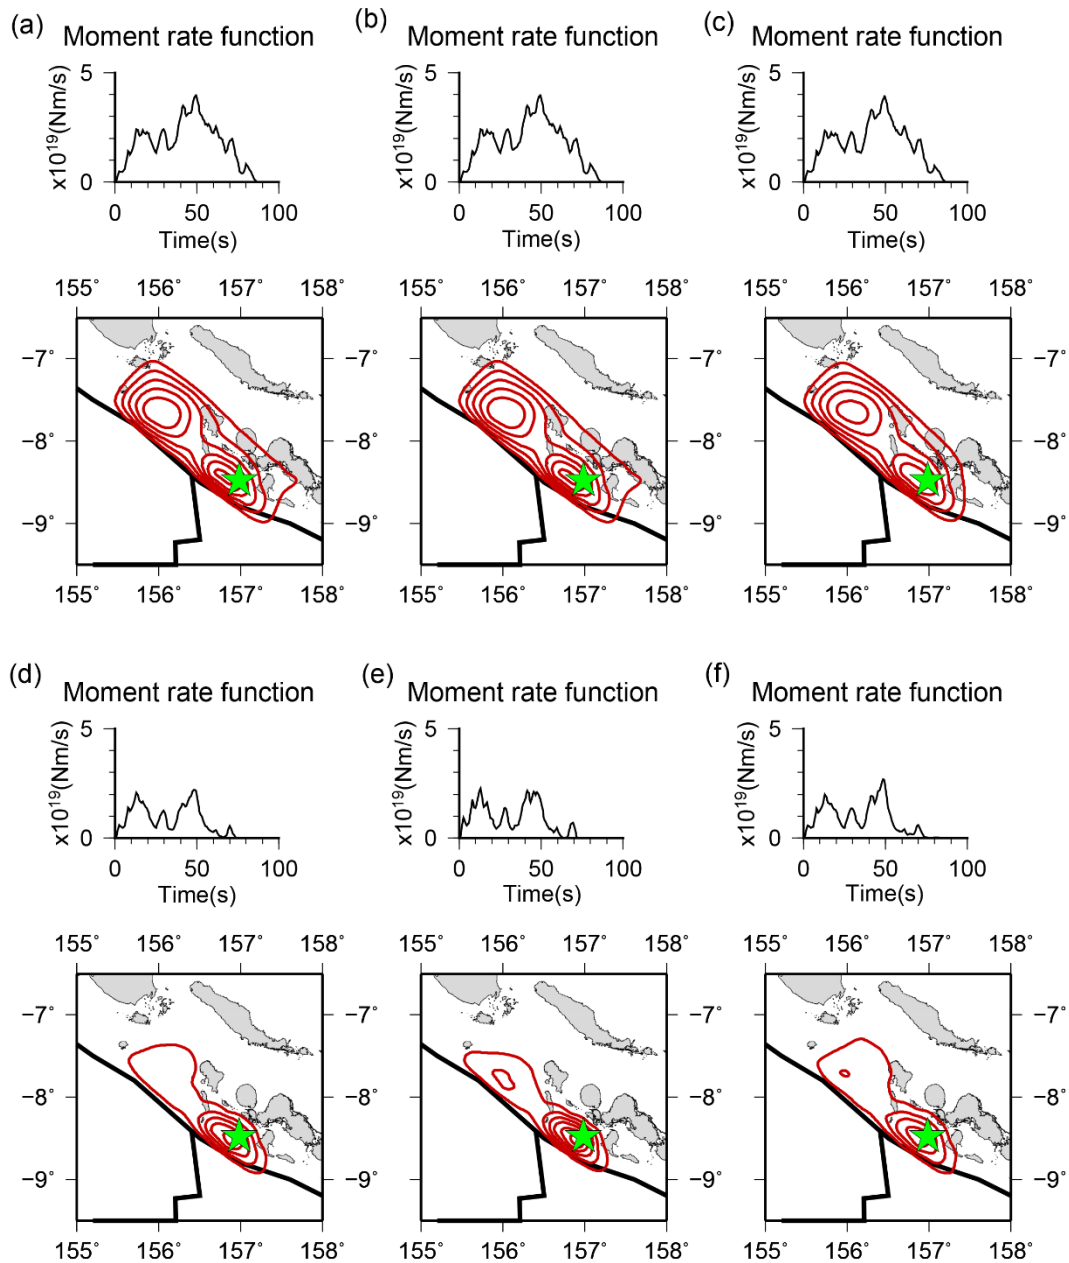 (a) (b) (c)
Moment rate function Moment rate function Moment rate function
5 5 5
x10¹⁹(Nm/s) x10¹⁹(Nm/s) x10¹⁹(Nm/s)
0 0 0
0 50 100 0 50 100 0 50 100
Time(s) Time(s) Time(s)
155° 156° 157° 158° 155° 156° 157° 158° 155° 156° 157° 158°
−7° −7° −7° −7°
−8° −8° −8° −8°
−9° −9° −9° −9°
155° 156° 157° 158° 155° 156° 157° 158° 155° 156° 157° 158°
(d) (e) (f)
Moment rate function Moment rate function Moment rate function
5 5 5
x10¹⁹(Nm/s) x10¹⁹(Nm/s) x10¹⁹(Nm/s)
0 0 0
0 50 100 0 50 100 0 50 100
Time(s) Time(s) Time(s)
155° 156° 157° 158° 155° 156° 157° 158° 155° 156° 157° 158°
−7° −7° −7° −7°
−8° −8° −8° −8°
−9° −9° −9° −9°
155° 156° 157° 158° 155° 156° 157° 158° 155° 156° 157° 158°